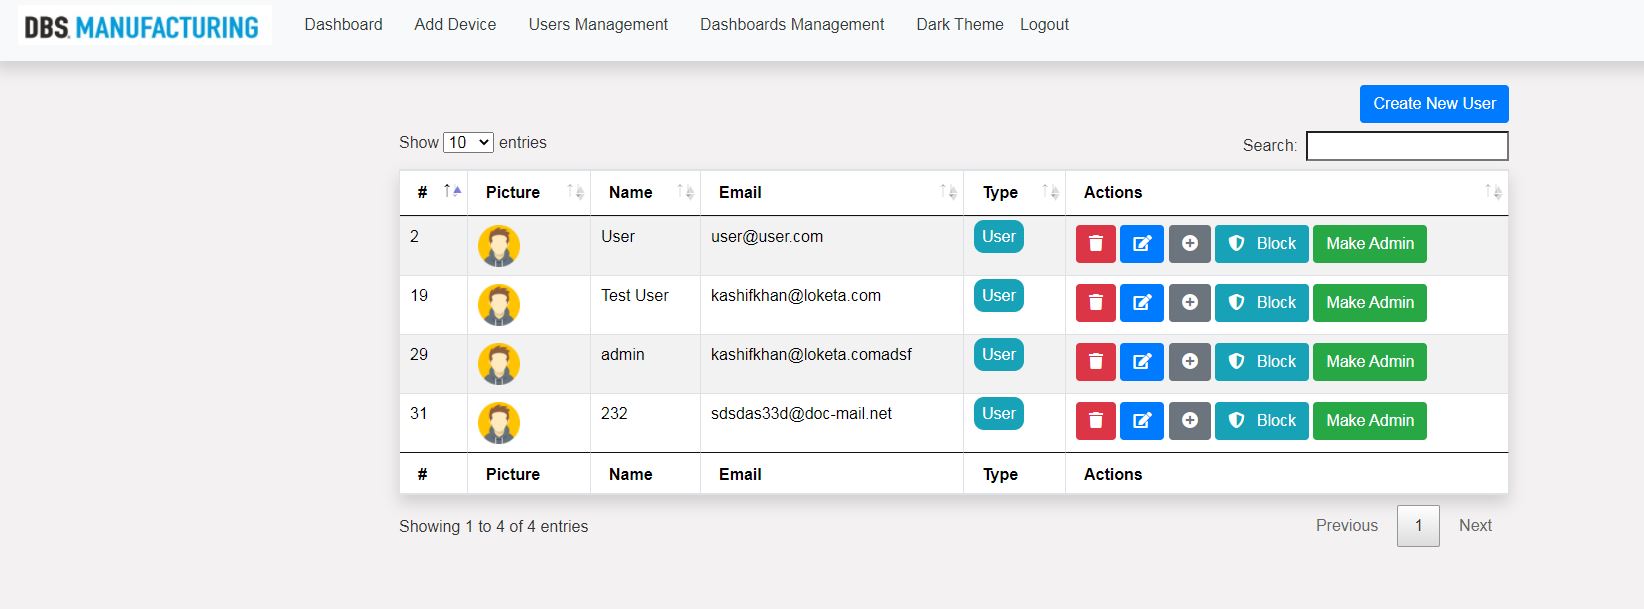 DBS. MANUFACTURING Dashboard Add Device Users Management Dashboards Management Dark Theme Logout
Create New User
Show 10 entries Search:
# Picture Name Email Type Actions
2 User user@user.com User Block Make Admin
19 Test User kashifkhan@loketa.com User Block Make Admin
29 admin kashifkhan@loketa.comadsf User Block Make Admin
31 232 sdsdas33d@doc-mail.net User Block Make Admin
# Picture Name Email Type Actions
Showing 1 to 4 of 4 entries Previous 1 Next